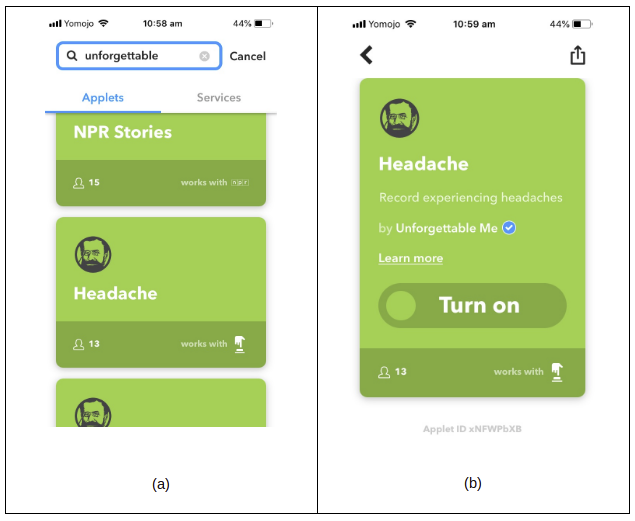 Yomojo 10:58 am 44%
unforgettable Cancel
Applets Services
NPR Stories
15 works with npr
Headache
13 works with
(a)
Yomojo 10:59 am 44%
Headache
Record experiencing headaches
by Unforgettable Me
Learn more
Turn on
13 works with
Applet ID xNFWPbXB
(b)